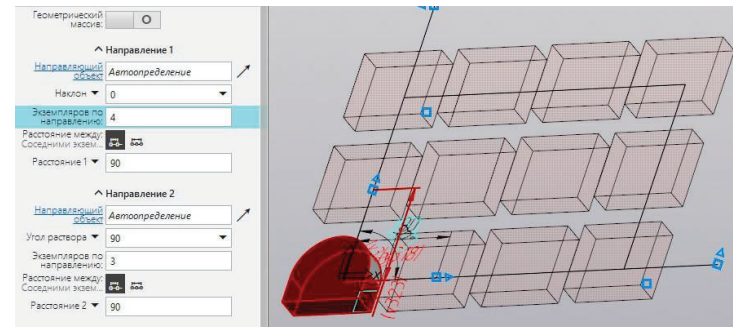 Геометрический
массив:
Направление 1
Направляющий
объект
Автоопределение
Наклон
0
Экземпляров по
направлению:
4
Расстояние между:
Соседними экзем...
Расстояние 1
90
Направление 2
Направляющий
объект
Автоопределение
Угол раствора
90
Экземпляров по
направлению:
3
Расстояние между:
Соседними экзем...
Расстояние 2
90